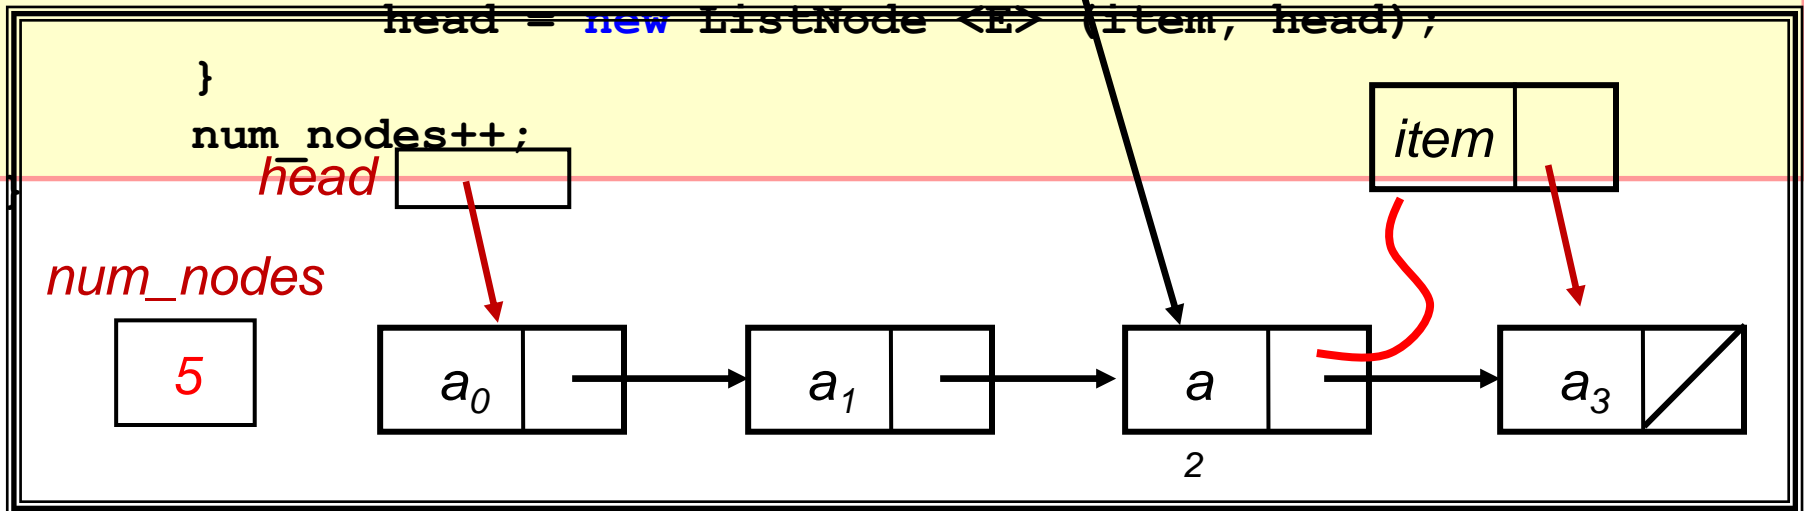 head = new ListNode <E> (item, head);
}
num_nodes++;
}
item
head
num_nodes
5
a0
a1
a
2
a3